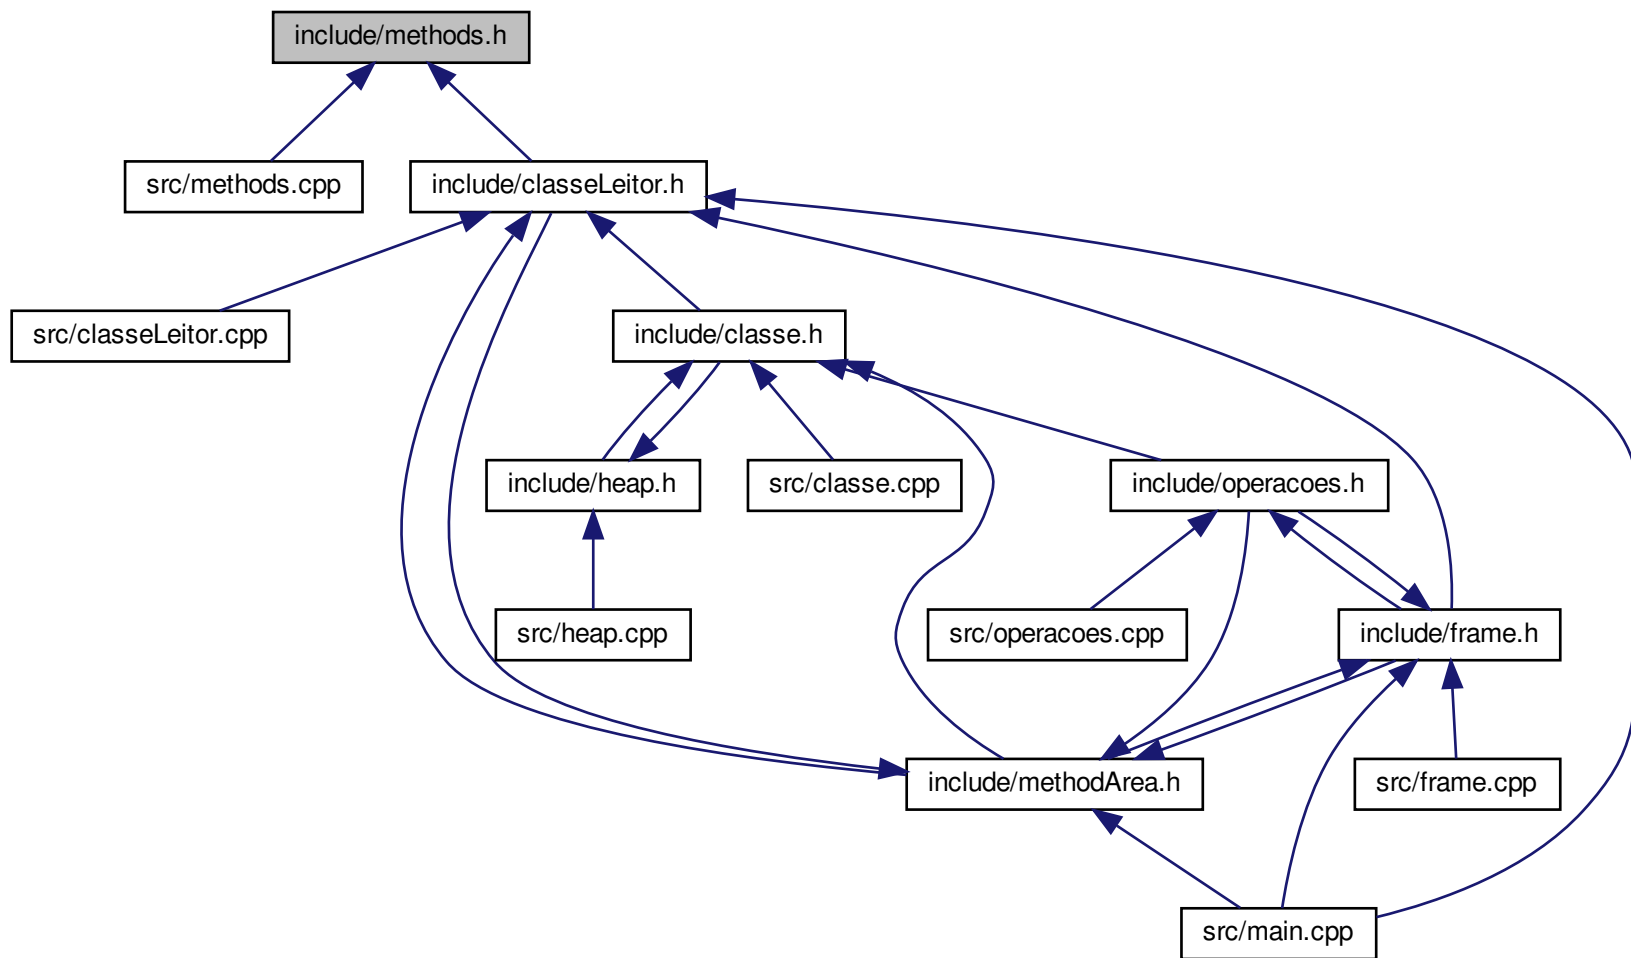 include/methods.h
src/methods.cpp
include/classeLeitor.h
src/classeLeitor.cpp
include/classe.h
include/heap.h
src/classe.cpp
include/operacoes.h
src/heap.cpp
src/operacoes.cpp
include/frame.h
include/methodArea.h
src/frame.cpp
src/main.cpp